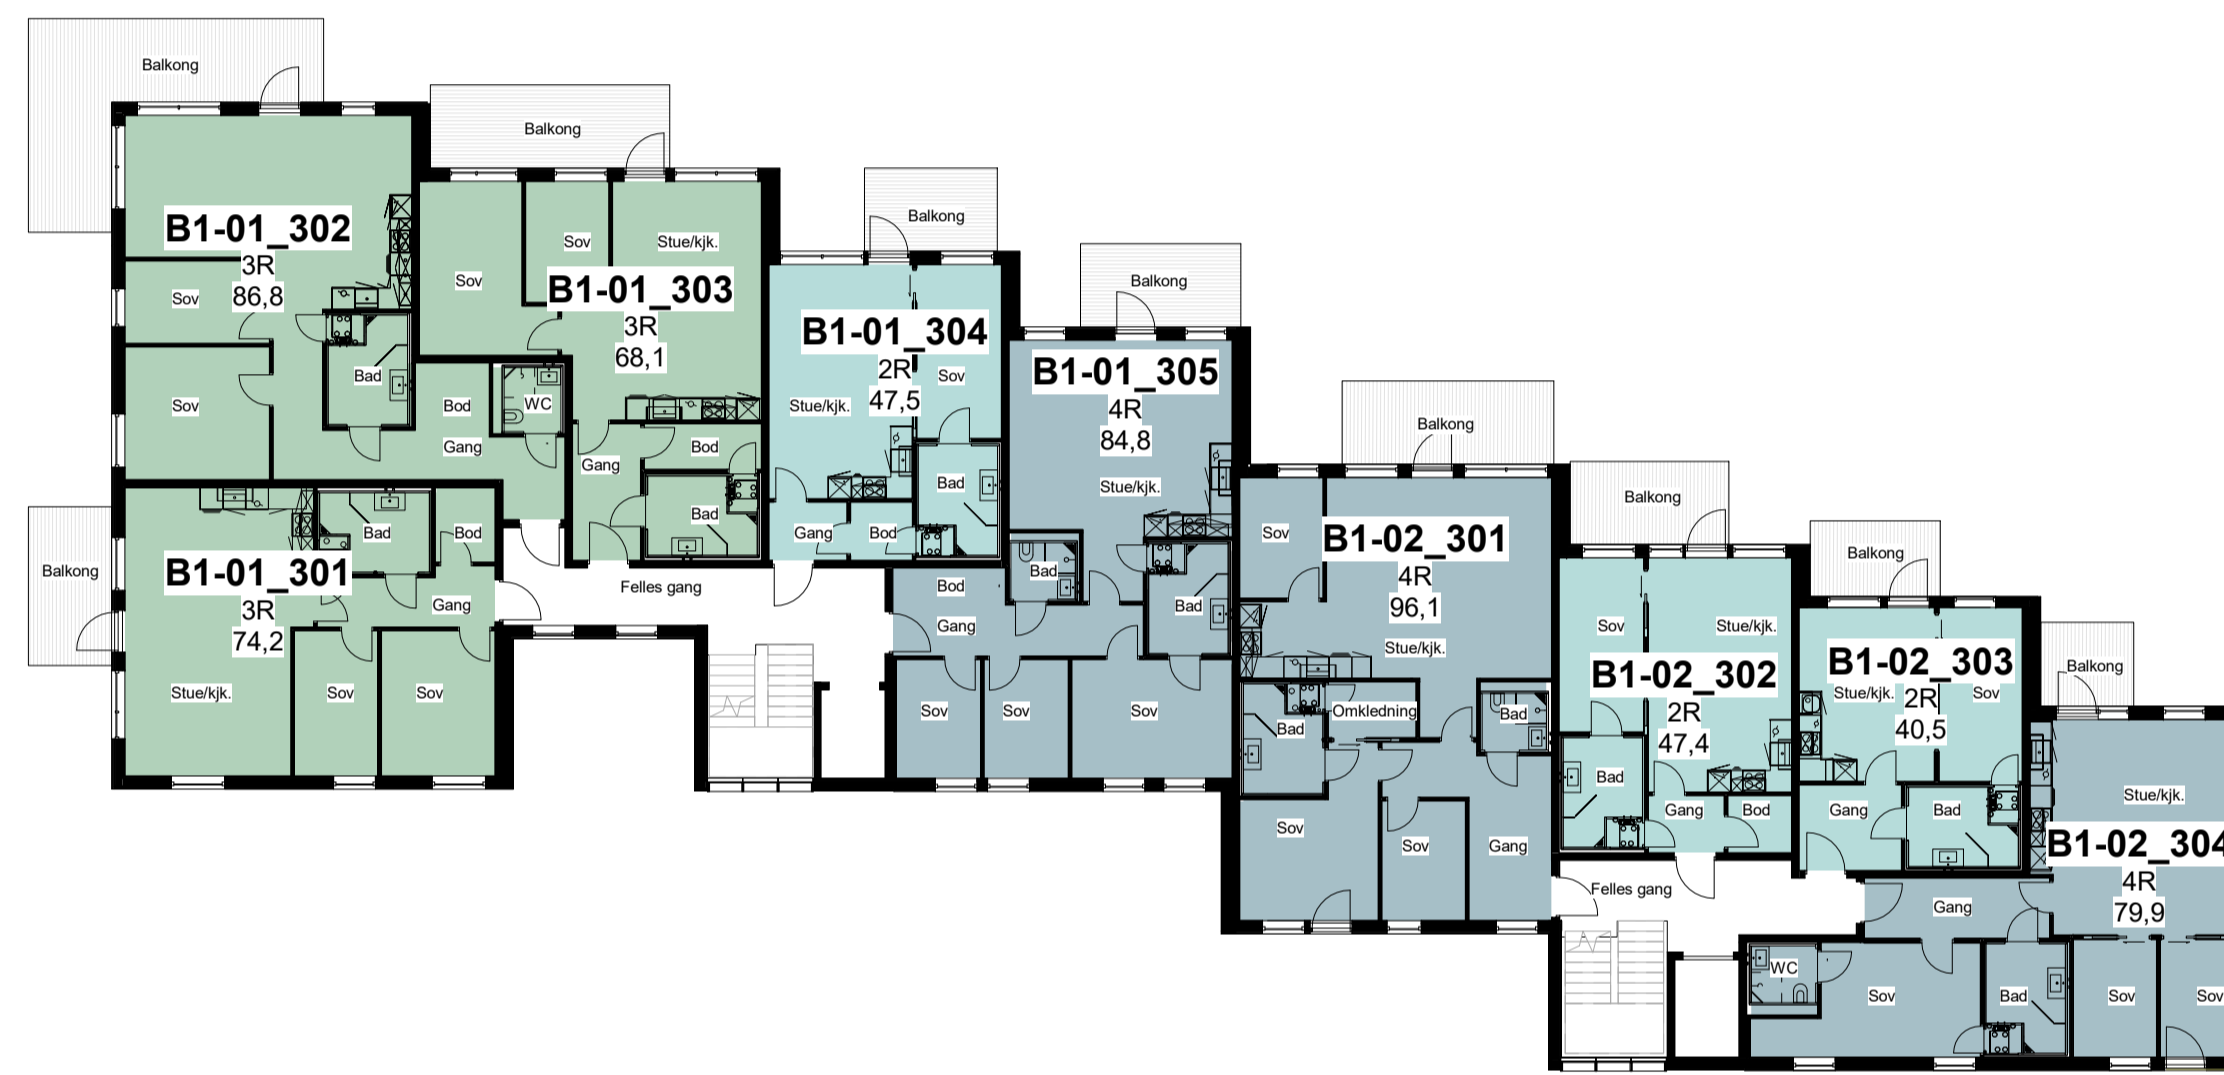 Balkong
B1-01_302
3R
86,8
Sov
Sov
Bad
Bod
Gang
WC
Balkong
Sov
Sov
Stue/kjk.
B1-01_303
3R
68,1
Gang
Bod
Bad
Balkong
B1-01_301
3R
74,2
Stue/kjk.
Bad
Bod
Gang
Sov
Sov
Felles gang
Balkong
B1-01_304
2R
47,5
Sov
Stue/kjk.
Bad
Gang
Bod
Balkong
B1-01_305
4R
84,8
Stue/kjk.
Bad
Bod
Gang
Bad
Sov
Sov
Sov
Balkong
Sov
B1-02_301
4R
96,1
Stue/kjk.
Omkledning
Bad
Bad
Sov
Sov
Gang
Balkong
Sov
Stue/kjk.
B1-02_302
2R
47,4
Bad
Gang
Bod
Felles gang
Balkong
B1-02_303
Stue/kjk.
2R
Sov
40,5
Gang
Bad
Balkong
Stue/kjk.
B1-02_304
4R
79,9
Gang
WC
Sov
Bad
Sov
Sov